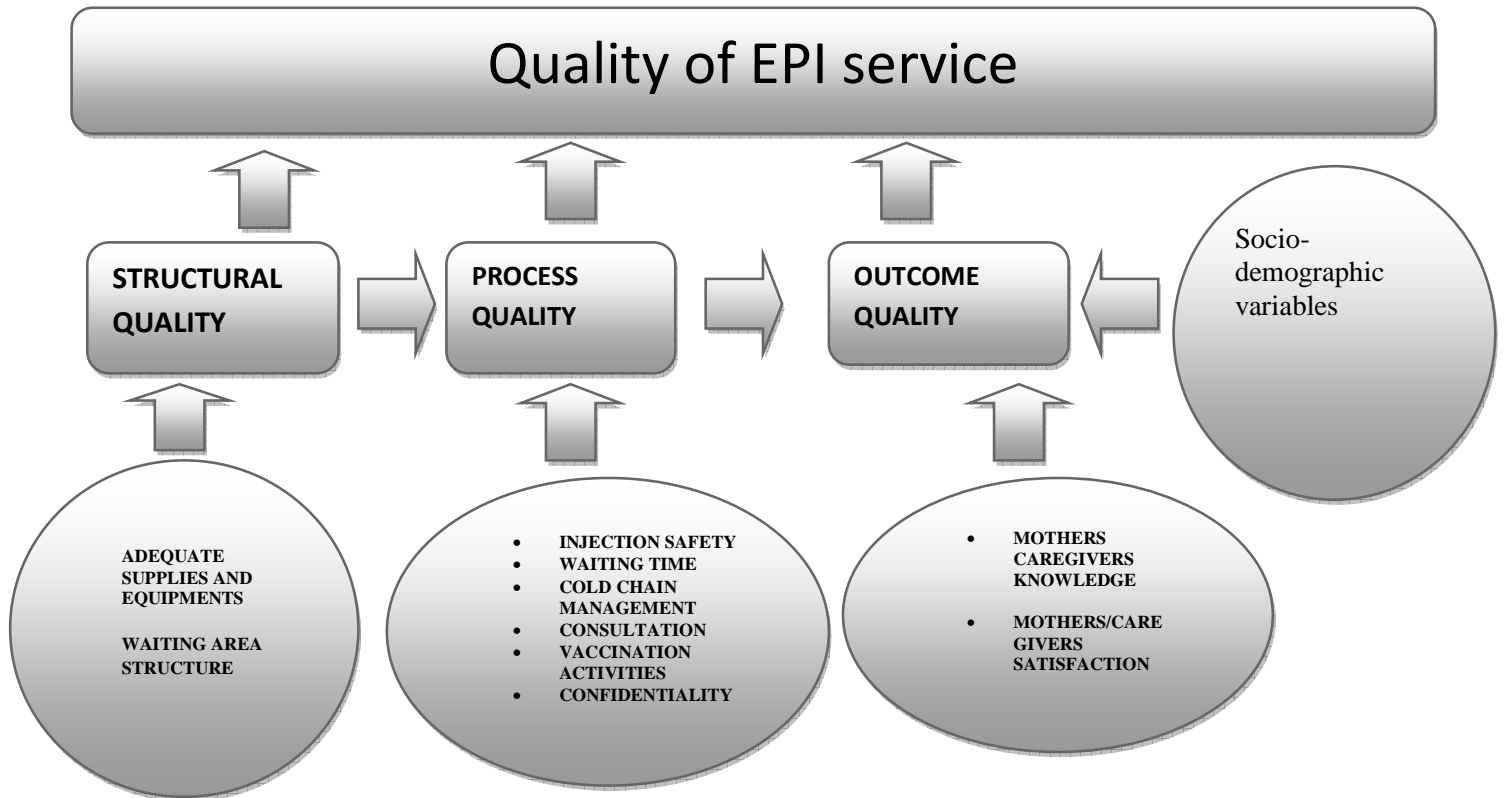 Quality of EPI service
STRUCTURAL
QUALITY
PROCESS
QUALITY
OUTCOME
QUALITY
Socio-
demographic
variables
ADEQUATE
SUPPLIES AND
EQUIPMENTS
WAITING AREA
STRUCTURE
• INJECTION SAFETY
• WAITING TIME
• COLD CHAIN
MANAGEMENT
• CONSULTATION
• VACCINATION
ACTIVITIES
• CONFIDENTIALITY
• MOTHERS
CAREGIVERS
KNOWLEDGE
• MOTHERS/CARE
GIVERS
SATISFACTION